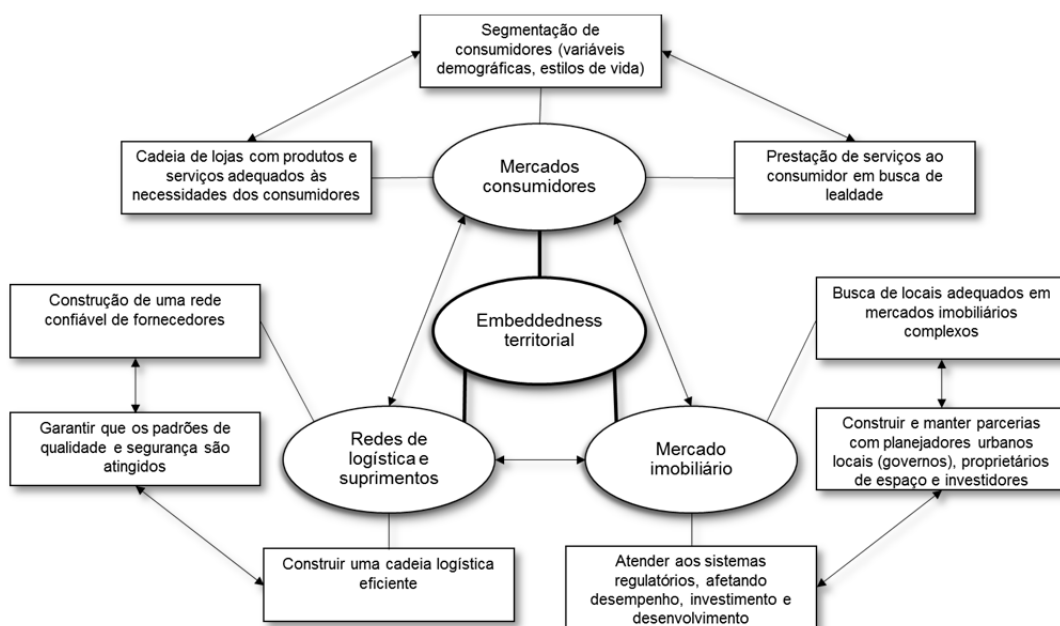 Segmentação de
consumidores (variáveis
demográficas, estilos de vida)
Cadeia de lojas com produtos e
serviços adequados às
necessidades dos consumidores
Mercados
consumidores
Prestação de serviços ao
consumidor em busca de
lealdade
Construção de uma rede
confiável de fornecedores
Embeddedness
territorial
Busca de locais adequados em
mercados imobiliários
complexos
Garantir que os padrões de
qualidade e segurança são
atingidos
Redes de
logística e
suprimentos
Mercado
imobiliário
Construir e manter parcerias
com planejadores urbanos
locais (governos), proprietários
de espaço e investidores
Construir uma cadeia logística
eficiente
Atender aos sistemas
regulatórios, afetando
desempenho, investimento e
desenvolvimento